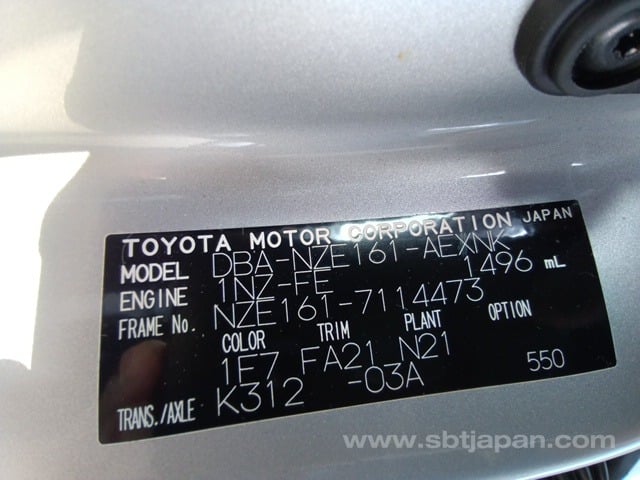 TOYOTA MOTOR CORPORATION JAPAN
MODEL DBA-NZE161-AEXNK
ENGINE 1NZ-FE 1496 mL
FRAME No. NZE161-7114473
COLOR TRIM PLANT OPTION
1E7 FA21 N21
TRANS./AXLE K312 -03A 550
www.sbtjapan.com